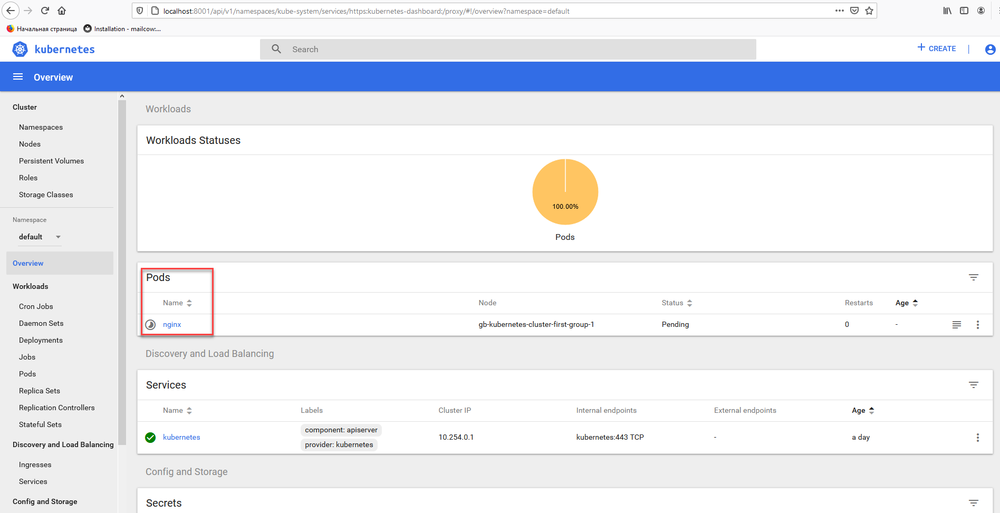 localhost:8001/api/v1/namespaces/kube-system/services/https:kubernetes-dashboard:/proxy/#!/overview?namespace=default
Начальная страница Installation - mailcow:...
kubernetes Search CREATE
Overview
Cluster
Namespaces
Nodes
Persistent Volumes
Roles
Storage Classes
Namespace
default
Overview
Workloads
Cron Jobs
Daemon Sets
Deployments
Jobs
Pods
Replica Sets
Replication Controllers
Stateful Sets
Discovery and Load Balancing
Ingresses
Services
Config and Storage
Workloads
Workloads Statuses
100.00%
Pods
Pods
Name Node Status Restarts Age
nginx gb-kubernetes-cluster-first-group-1 Pending 0 -
Discovery and Load Balancing
Services
Name Labels Cluster IP Internal endpoints External endpoints Age
component: apiserver
kubernetes 10.254.0.1 kubernetes:443 TCP - a day
provider: kubernetes
Config and Storage
Secrets